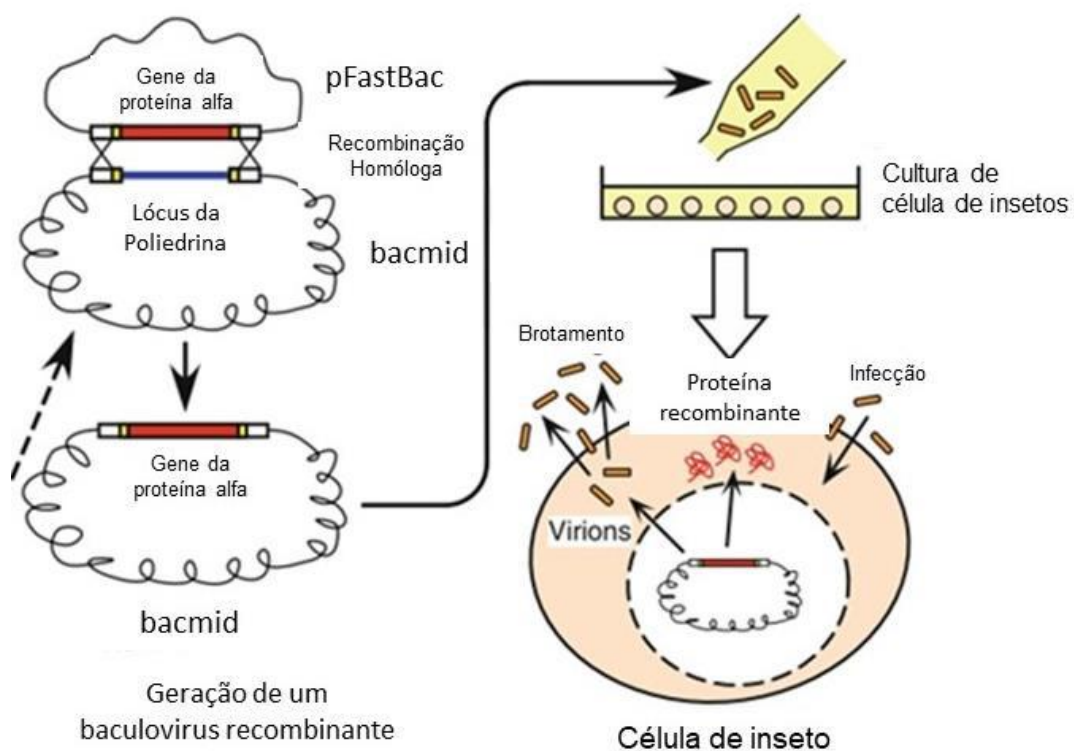 Gene da
proteína alfa
pFastBac
Recombinação
Homóloga
Lócus da
Poliedrina
bacmid
Gene da
proteína alfa
bacmid
Geração de um
baculovirus recombinante
Cultura de
célula de insetos
Brotamento
Proteína
recombinante
Infecção
Virions
Célula de inseto